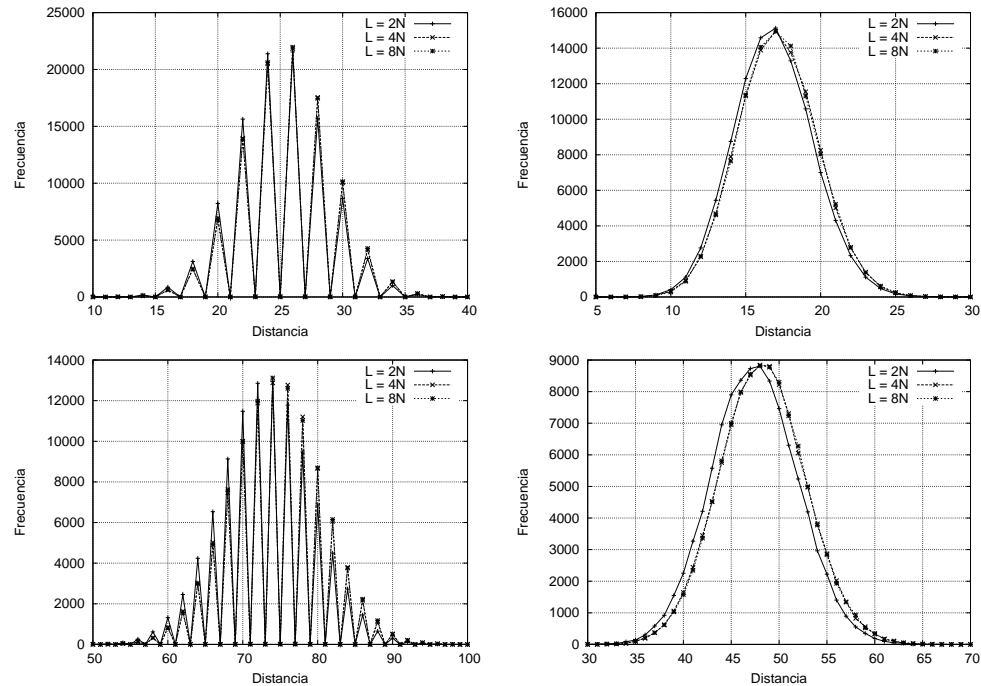 25000
20000
15000
10000
5000
0
Frecuencia
10 15 20 25 30 35 40
Distancia
L = 2N
L = 4N
L = 8N
16000
14000
12000
10000
8000
6000
4000
2000
0
Frecuencia
5 10 15 20 25 30
Distancia
L = 2N
L = 4N
L = 8N
14000
12000
10000
8000
6000
4000
2000
0
Frecuencia
50 60 70 80 90 100
Distancia
L = 2N
L = 4N
L = 8N
9000
8000
7000
6000
5000
4000
3000
2000
1000
0
Frecuencia
30 35 40 45 50 55 60 65 70
Distancia
L = 2N
L = 4N
L = 8N